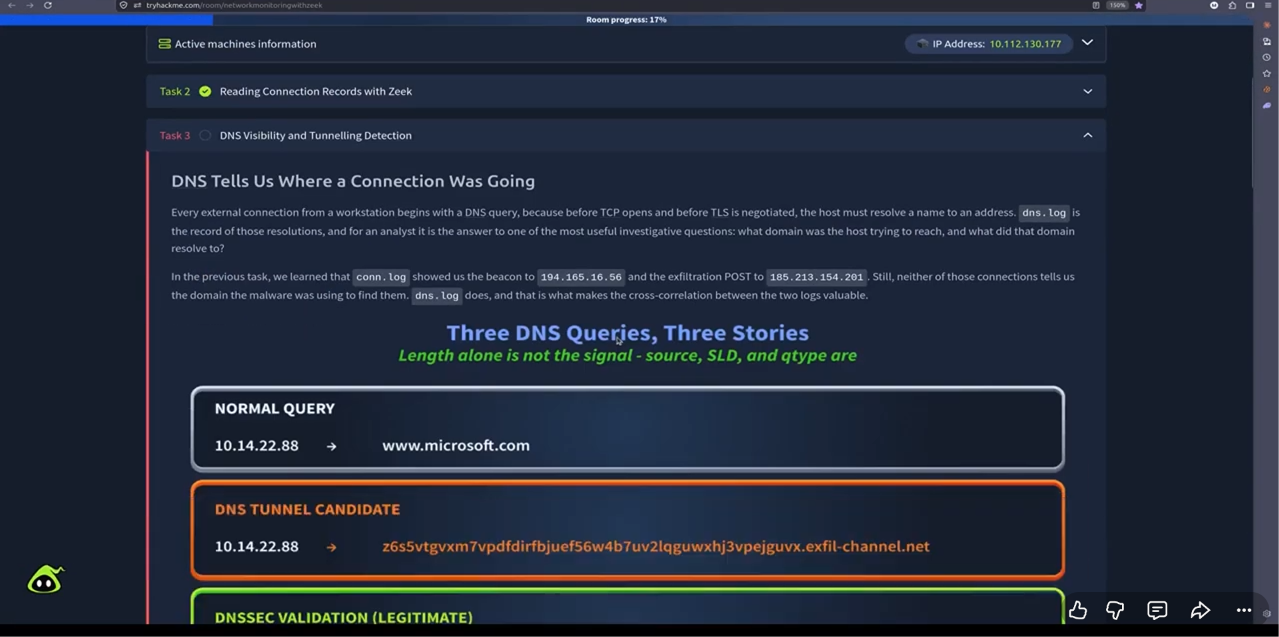 tryhackme.com/room/networkmonitoringwithzeek
150%
Room progress: 17%
Active machines information
IP Address: 10.112.130.177
Task 2 Reading Connection Records with Zeek
Task 3 DNS Visibility and Tunnelling Detection
DNS Tells Us Where a Connection Was Going
Every external connection from a workstation begins with a DNS query, because before TCP opens and before TLS is negotiated, the host must resolve a name to an address. dns.log is
the record of those resolutions, and for an analyst it is the answer to one of the most useful investigative questions: what domain was the host trying to reach, and what did that domain
resolve to?
In the previous task, we learned that conn.log showed us the beacon to 194.165.16.56 and the exfiltration POST to 185.213.154.201. Still, neither of those connections tells us
the domain the malware was using to find them. dns.log does, and that is what makes the cross-correlation between the two logs valuable.
Three DNS Queries, Three Stories
Length alone is not the signal - source, SLD, and qtype are
NORMAL QUERY
10.14.22.88 → www.microsoft.com
DNS TUNNEL CANDIDATE
10.14.22.88 → z6s5vtgvxm7vpdfdirfbjuef56w4b7uv2lqguwxhj3vpejguvx.exfil-channel.net
DNSSEC VALIDATION (LEGITIMATE)